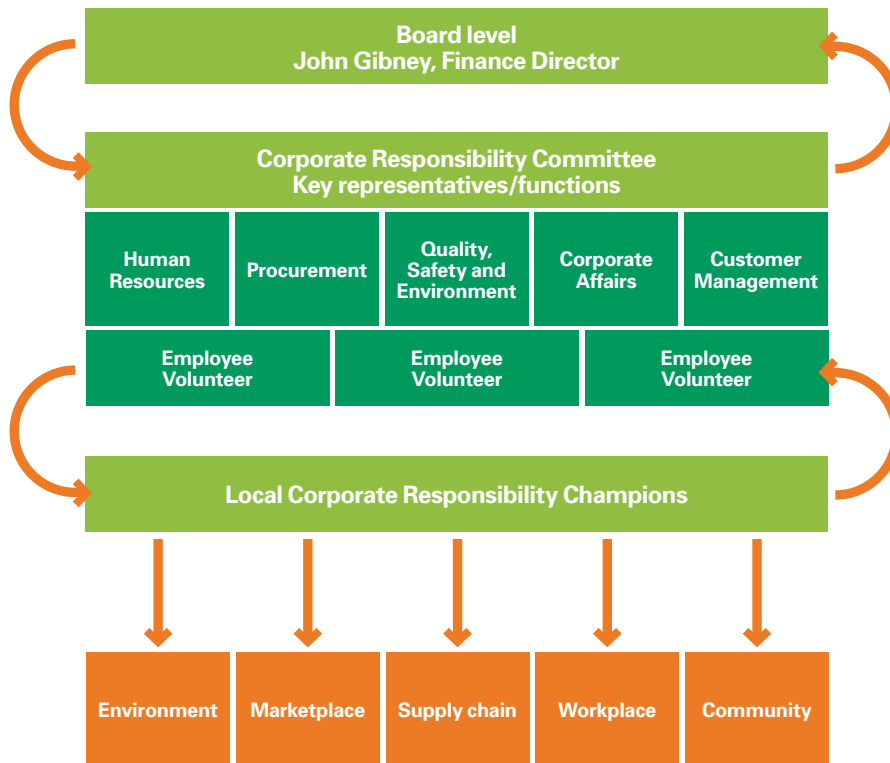 Board level
John Gibney, Finance Director
Corporate Responsibility Committee
Key representatives/functions
Human
Resources
Procurement
Quality,
Safety and
Environment
Corporate
Affairs
Customer
Management
Employee
Volunteer
Employee
Volunteer
Employee
Volunteer
Local Corporate Responsibility Champions
Environment
Marketplace
Supply chain
Workplace
Community